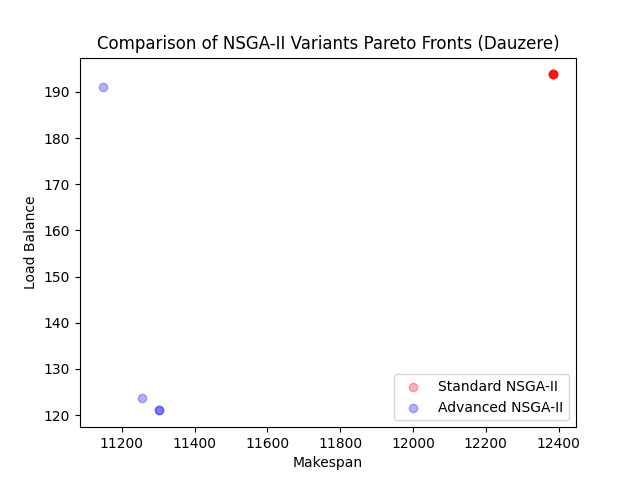 Comparison of NSGA-II Variants Pareto Fronts (Dauzere)
Load Balance
190
180
170
160
150
140
130
120
11200 11400 11600 11800 12000 12200 12400
Makespan
Standard NSGA-II
Advanced NSGA-II